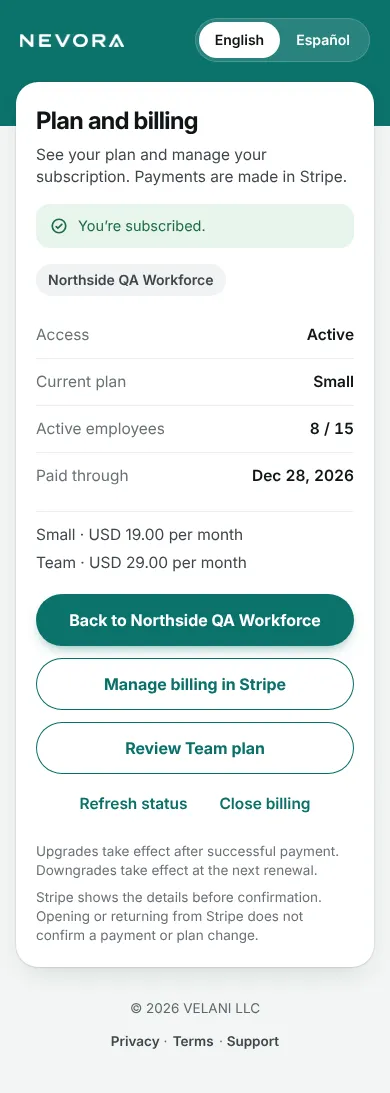 NEVORA
English
Español
Plan and billing
See your plan and manage your
subscription. Payments are made in Stripe.
You’re subscribed.
Northside QA Workforce
Access
Active
Current plan
Small
Active employees
8 / 15
Paid through
Dec 28, 2026
Small · USD 19.00 per month
Team · USD 29.00 per month
Back to Northside QA Workforce
Manage billing in Stripe
Review Team plan
Refresh status
Close billing
Upgrades take effect after successful payment.
Downgrades take effect at the next renewal.
Stripe shows the details before confirmation.
Opening or returning from Stripe does not
confirm a payment or plan change.
© 2026 VELANI LLC
Privacy · Terms · Support